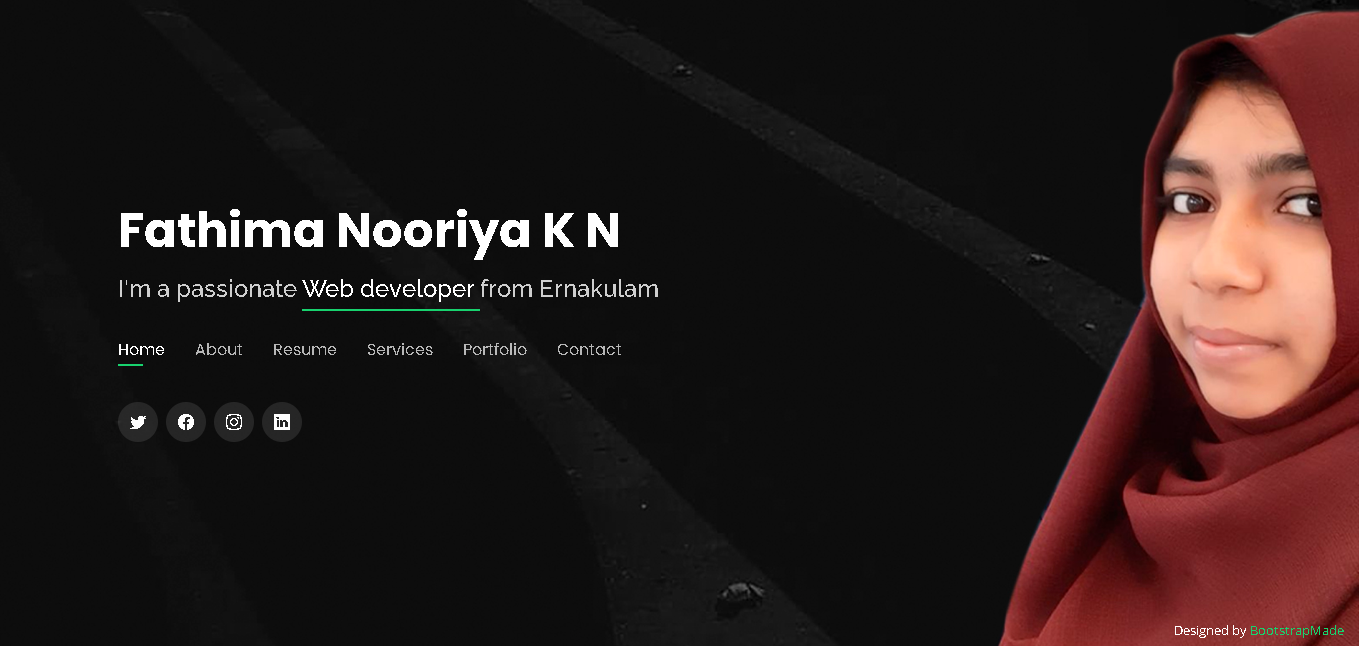 Fathima Nooriya K N
I'm a passionate Web developer from Ernakulam
Home About Resume Services Portfolio Contact
Designed by BootstrapMade